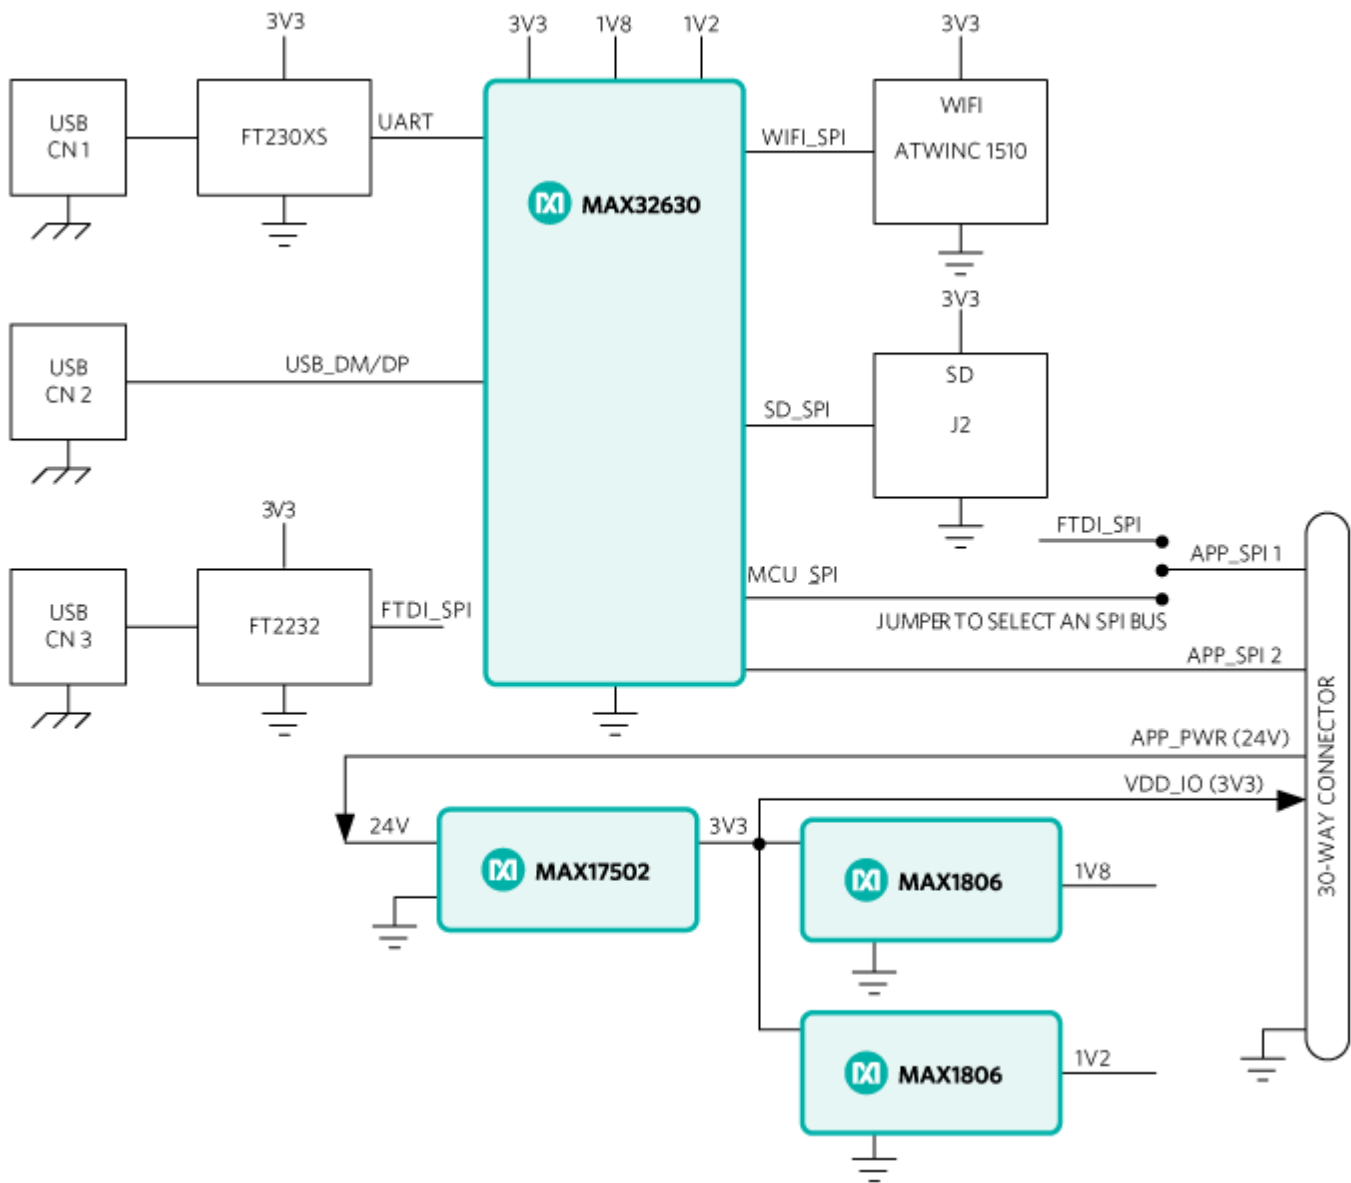 3V3
3V3
1V8
1V2
3V3
USB
CN 1
FT230XS
UART
MAX32630
WIFI_SPI
WIFI
ATWINC 1510
3V3
USB
CN 2
USB_DM/DP
SD_SPI
SD
J2
3V3
USB
CN 3
FT2232
FTDI_SPI
FTDI_SPI
APP_SPI 1
MCU_SPI
JUMPER TO SELECT AN SPI BUS
APP_SPI 2
APP_PWR (24V)
VDD_IO (3V3)
30-WAY CONNECTOR
24V
MAX17502
3V3
MAX1806
1V8
MAX1806
1V2